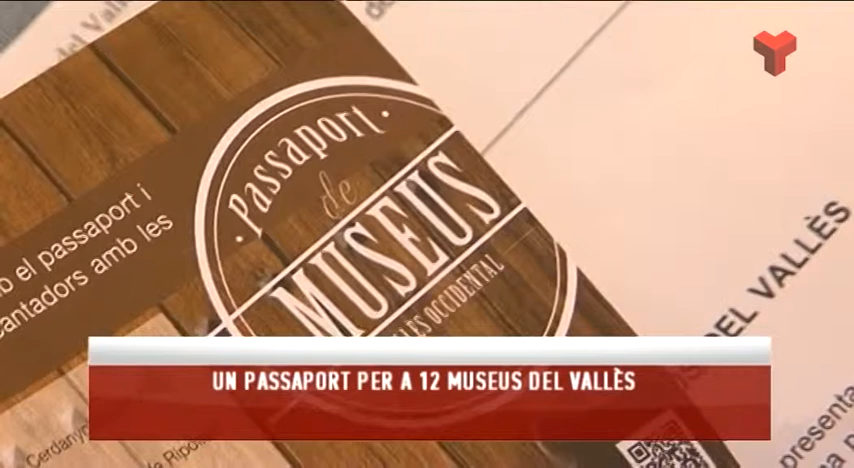 del Vallès
· Passaport ·
de
MUSEUS
VALLÈS OCCIDENTAL
el passaport i
amb les
DEL VALLÈS
UN PASSAPORT PER A 12 MUSEUS DEL VALLÈS